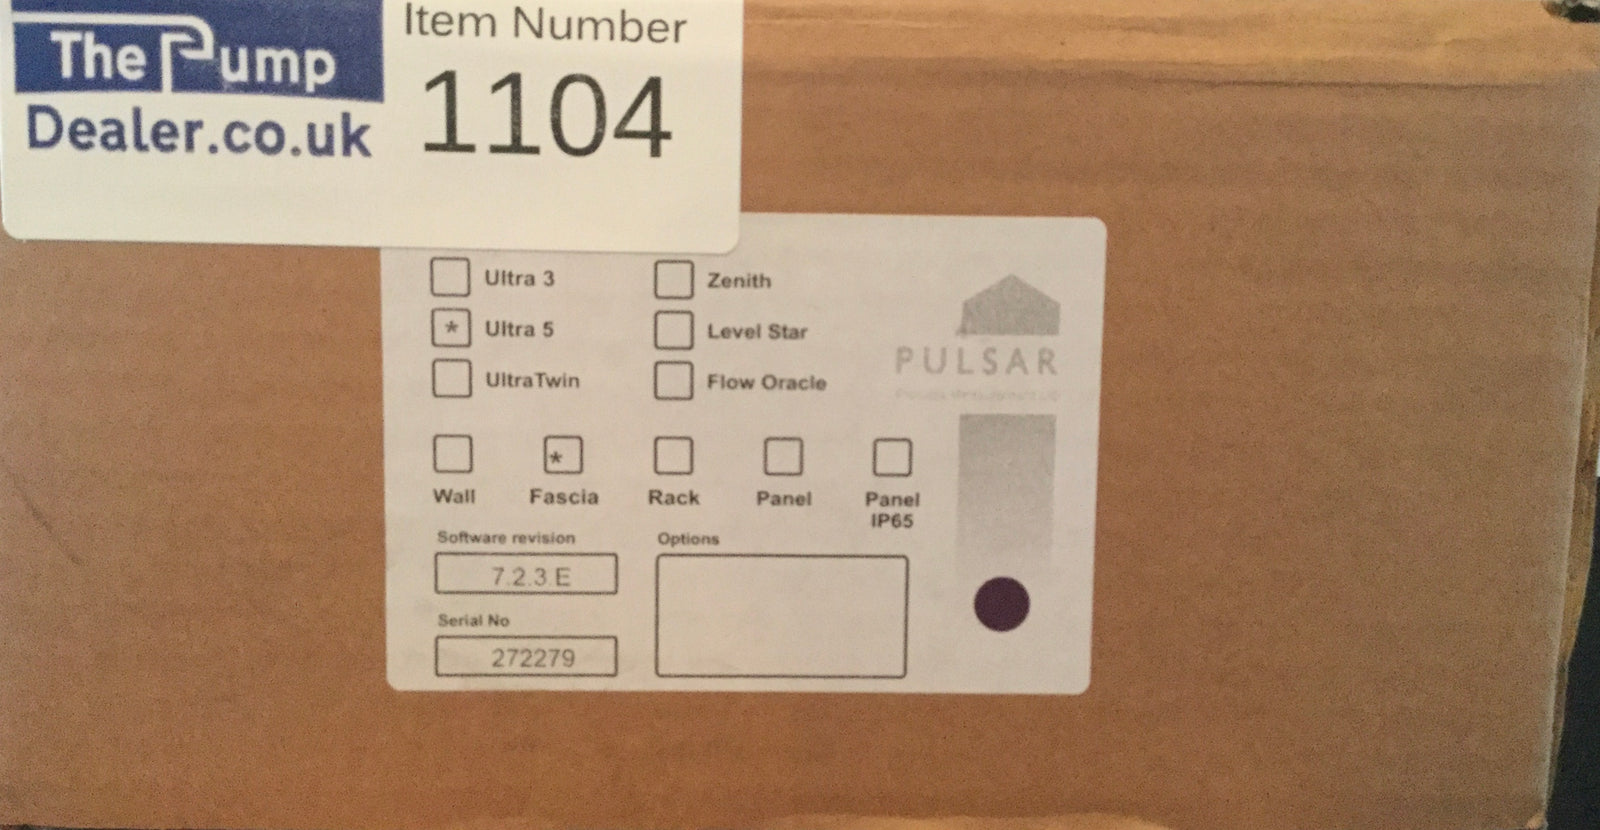 The Pump
Dealer.co.uk
Item Number
1104
Ultra 3
Zenith
* Ultra 5
Level Star
UltraTwin
Flow Oracle
*
Wall Fascia Rack Panel Panel
IP65
Software revision
7.2.3.E
Options
Serial No
272279
PULSAR